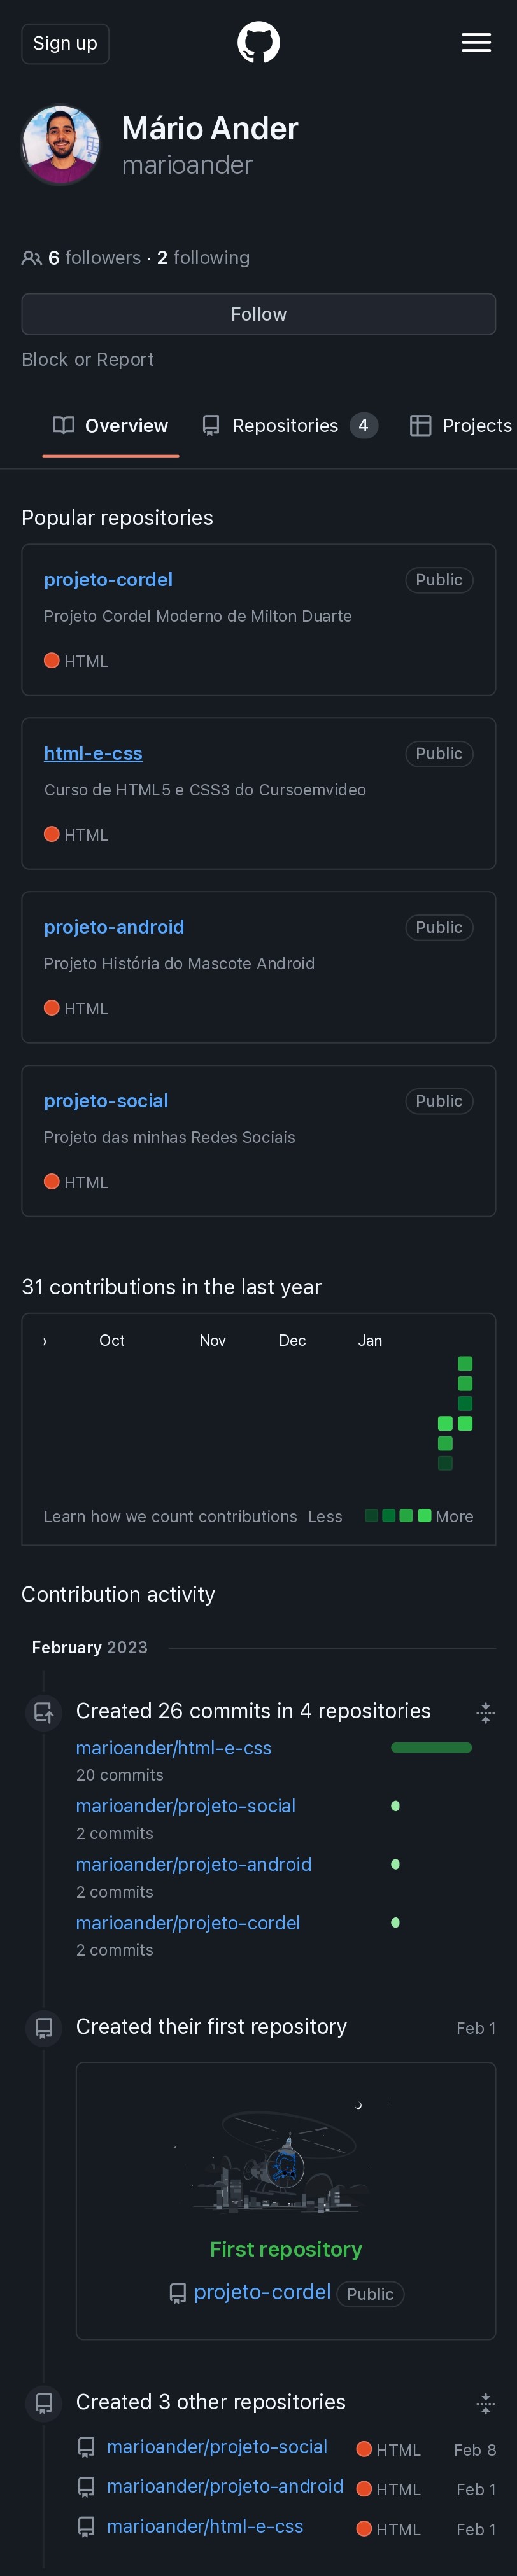 Sign up
Mário Ander
marioander
6 followers · 2 following
Follow
Block or Report
Overview Repositories 4 Projects
Popular repositories
projeto-cordel Public
Projeto Cordel Moderno de Milton Duarte
HTML
html-e-css Public
Curso de HTML5 e CSS3 do Cursoemvideo
HTML
projeto-android Public
Projeto História do Mascote Android
HTML
projeto-social Public
Projeto das minhas Redes Sociais
HTML
31 contributions in the last year
Oct Nov Dec Jan
Learn how we count contributions Less More
Contribution activity
February 2023
Created 26 commits in 4 repositories
marioander/html-e-css
20 commits
marioander/projeto-social
2 commits
marioander/projeto-android
2 commits
marioander/projeto-cordel
2 commits
Created their first repository Feb 1
First repository
projeto-cordel Public
Created 3 other repositories
marioander/projeto-social HTML Feb 8
marioander/projeto-android HTML Feb 1
marioander/html-e-css HTML Feb 1